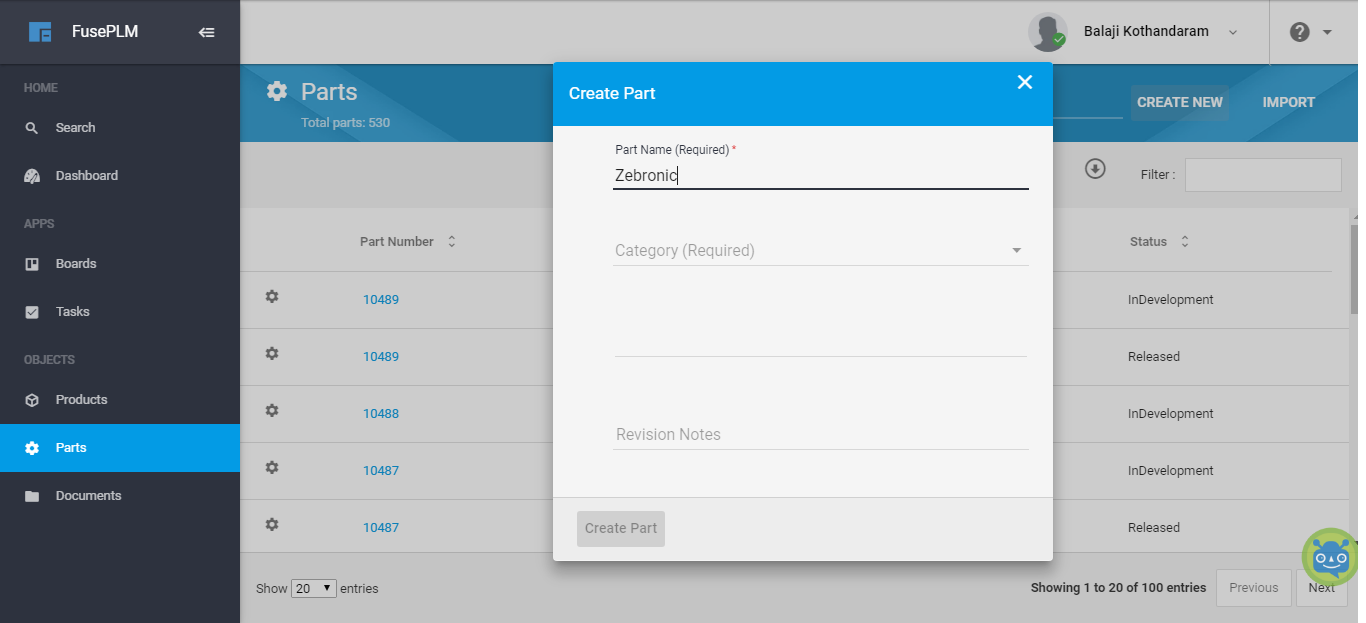 FusePLM
Balaji Kothandaram
?
HOME
Search
Dashboard
APPS
Boards
Tasks
OBJECTS
Products
Parts
Documents
Parts
Total parts: 530
CREATE NEW
IMPORT
Filter :
Part Number
Status
10489
InDevelopment
10489
Released
10488
InDevelopment
10487
InDevelopment
10487
Released
Create Part
Part Name (Required) *
Zebronic
Category (Required)
Revision Notes
Create Part
Show 20 entries
Showing 1 to 20 of 100 entries
Previous
Next